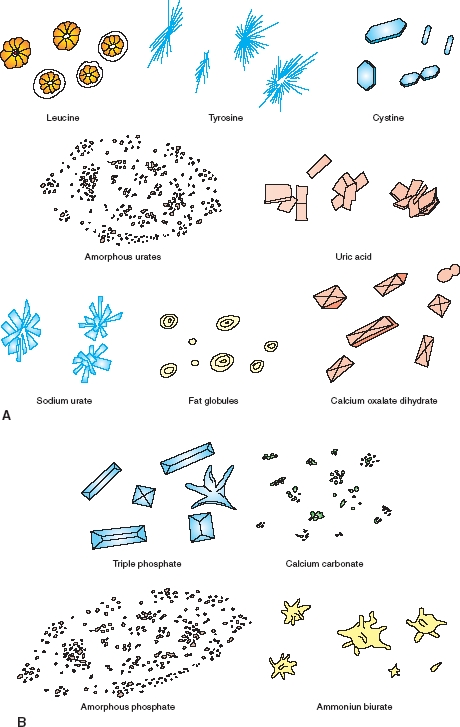 Leucine
Tyrosine
Cystine
Amorphous urates
Uric acid
Sodium urate
Fat globules
Calcium oxalate dihydrate
A
Triple phosphate
Calcium carbonate
Amorphous phosphate
Ammoniun biurate
B